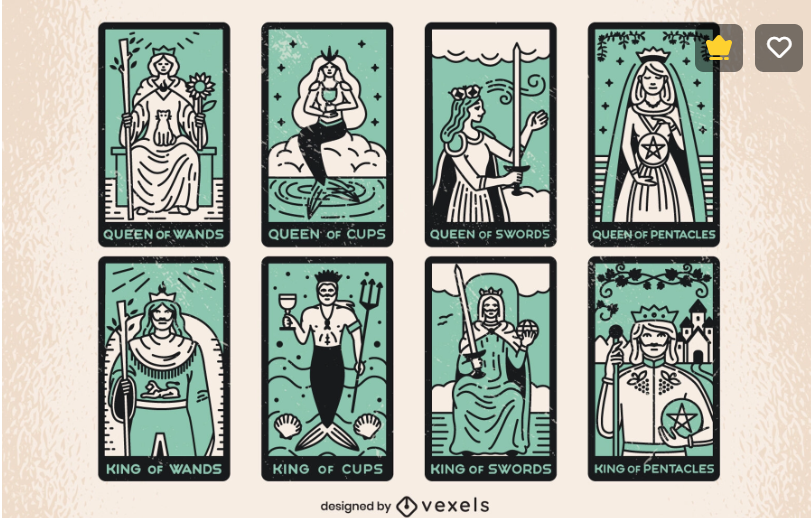 QUEEN OF WANDS
QUEEN OF CUPS
QUEEN OF SWORDS
QUEEN OF PENTACLES
KING OF WANDS
KING OF CUPS
KING OF SWORDS
KING OF PENTACLES
designed by vexels